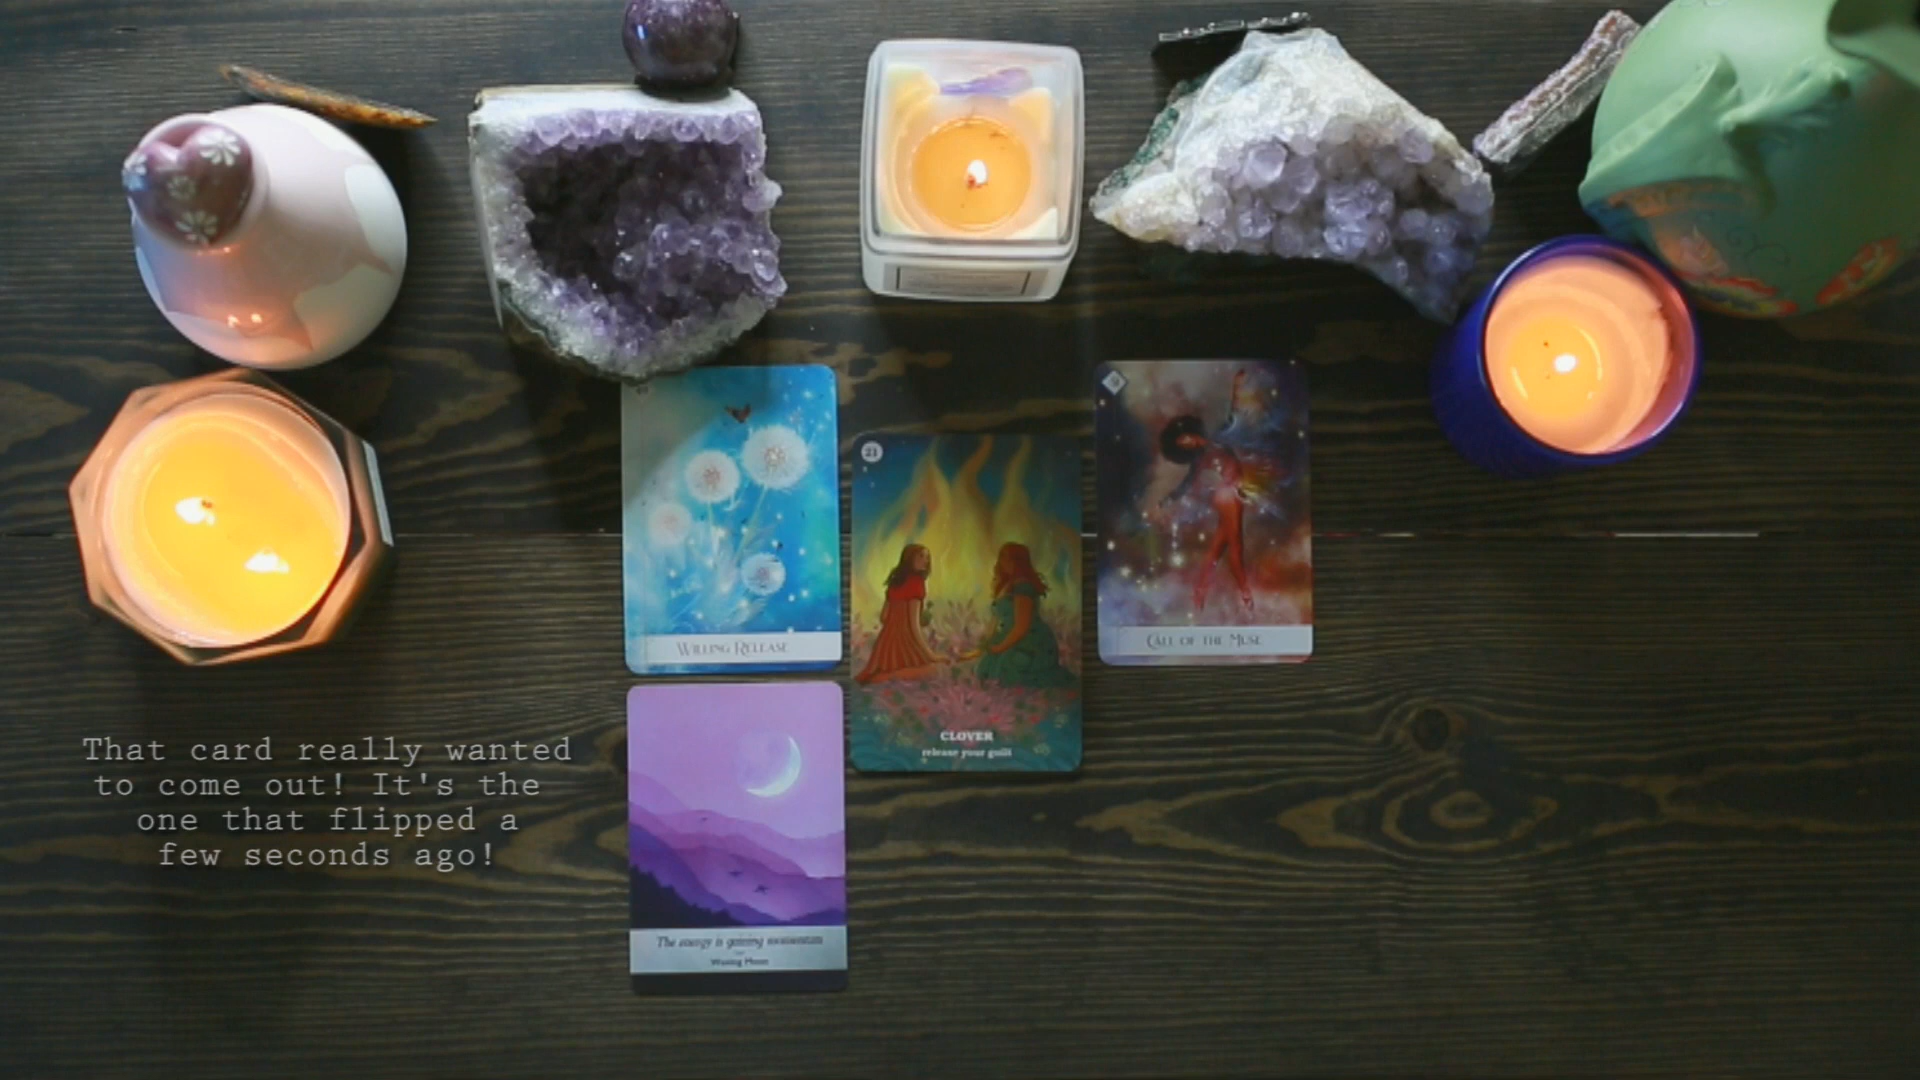 WILLING RELEASE
21
CALL OF THE MUSE
CLOVER
release your guilt
That card really wanted
to come out! It's the
one that flipped a
few seconds ago!
The energy is gaining momentum
Waxing Moon